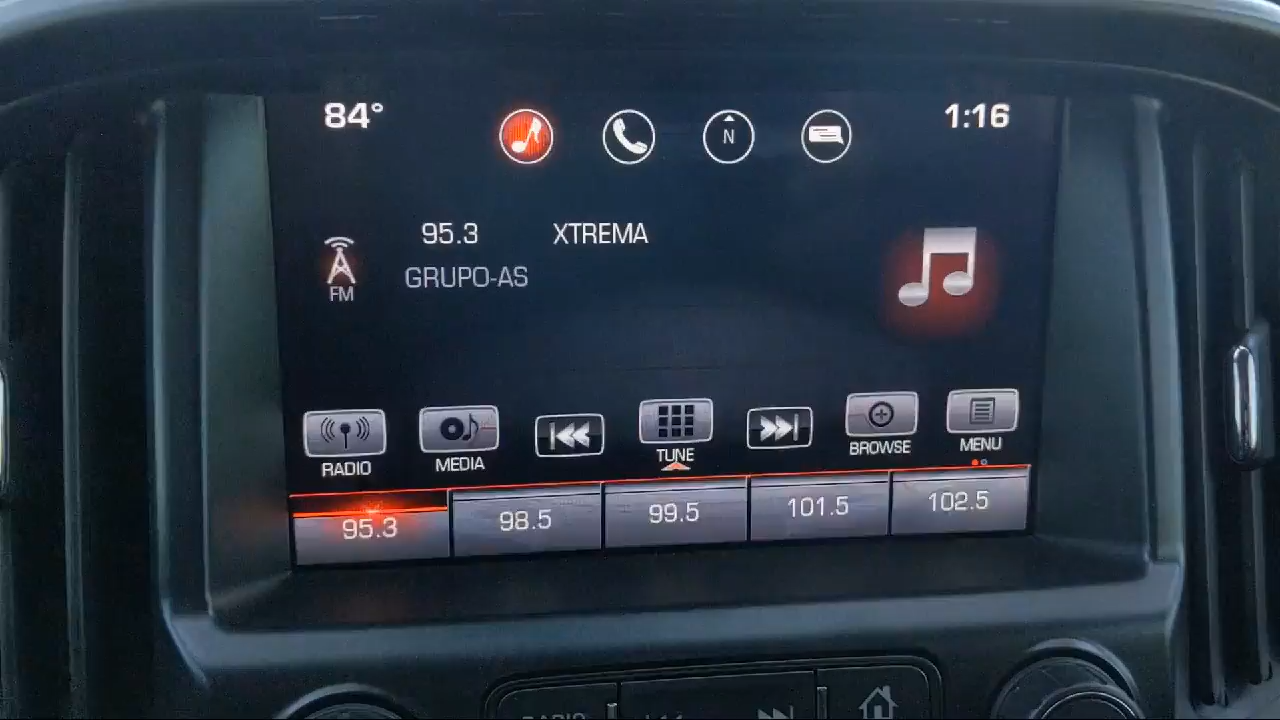 84° 1:16
N
95.3 XTREMA
FM GRUPO-AS
RADIO MEDIA TUNE BROWSE MENU
95.3 98.5 99.5 101.5 102.5
RADIO